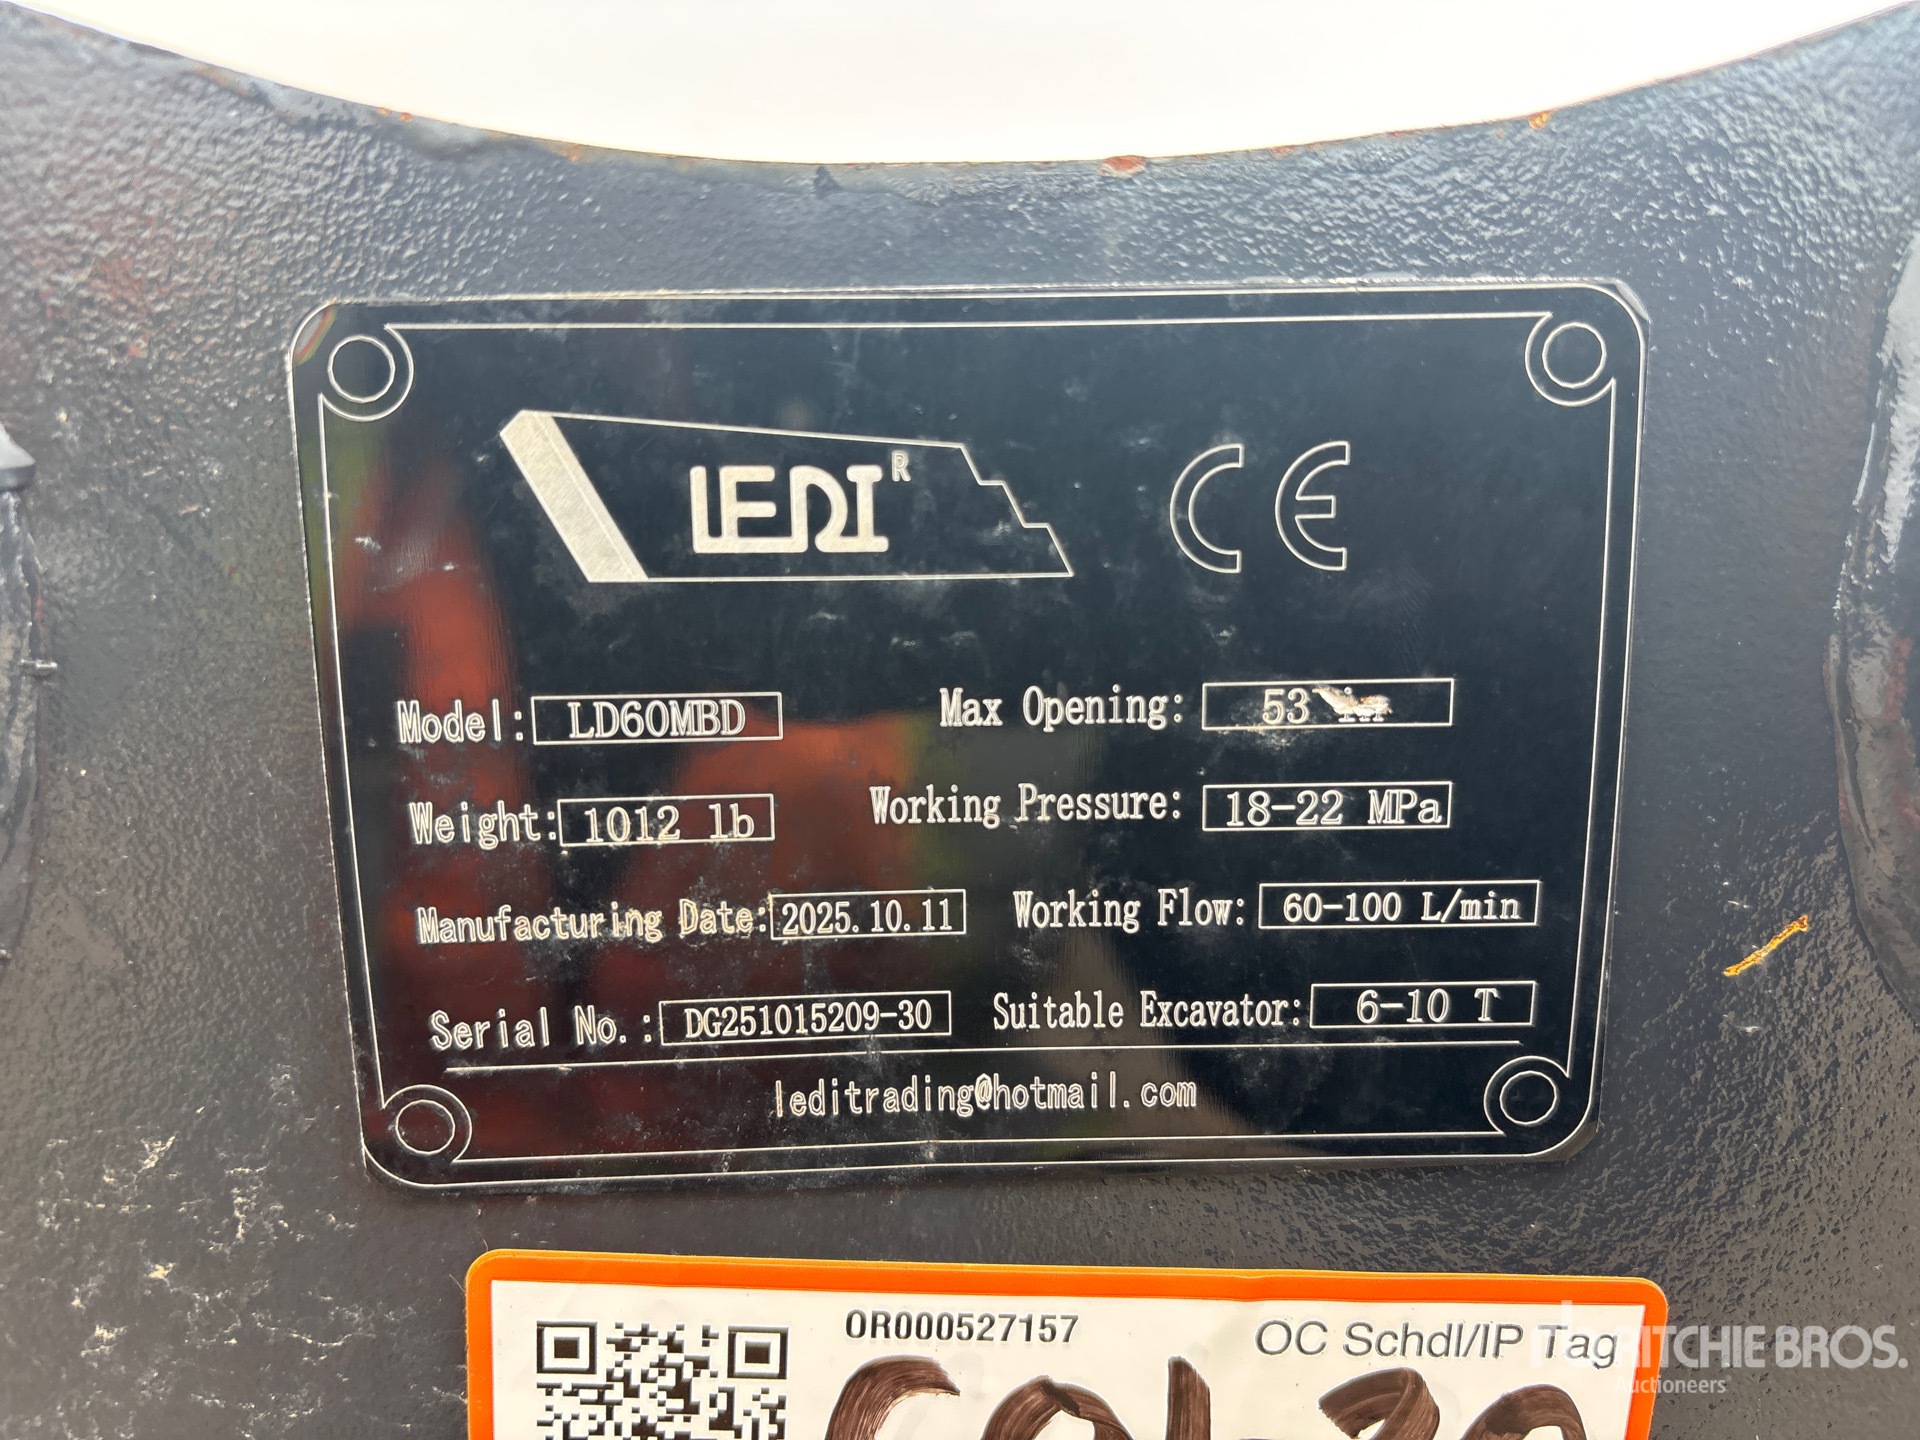 LEDI R CE
Model: LD60MBD
Max Opening: 53 in
Weight: 1012 lb
Working Pressure: 18-22 MPa
Manufacturing Date: 2025.10.11
Working Flow: 60-100 L/min
Serial No.: DG251015209-30
Suitable Excavator: 6-10 T
leditrading@hotmail.com
OR000527157
OC Schdl/IP Tag
RITCHIE BROS.
Auctioneers